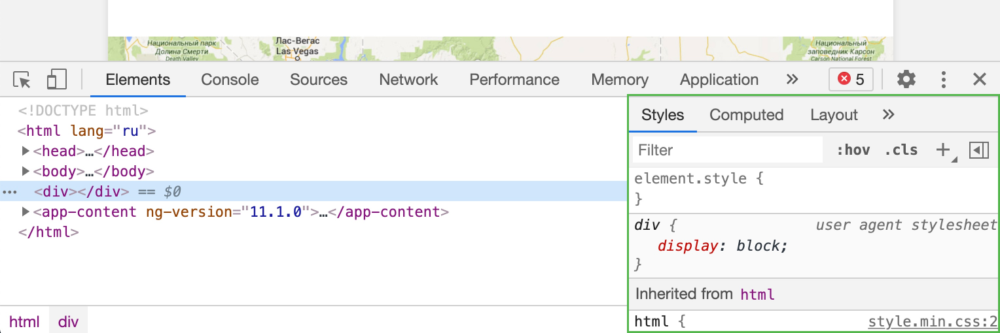 Национальный парк
Долина Смерти
Death Valley
Лас-Вегас
Las Vegas
Национальный
заповедник Карсон
Carson National Forest
Elements Console Sources Network Performance Memory Application » 5
<!DOCTYPE html>
<html lang="ru">
<head>…</head>
<body>…</body>
<div></div> == $0
<app-content ng-version="11.1.0">…</app-content>
</html>
html div
Styles Computed Layout »
Filter :hov .cls +
element.style {
}
div { user agent stylesheet
display: block;
}
Inherited from html
html { style.min.css:2